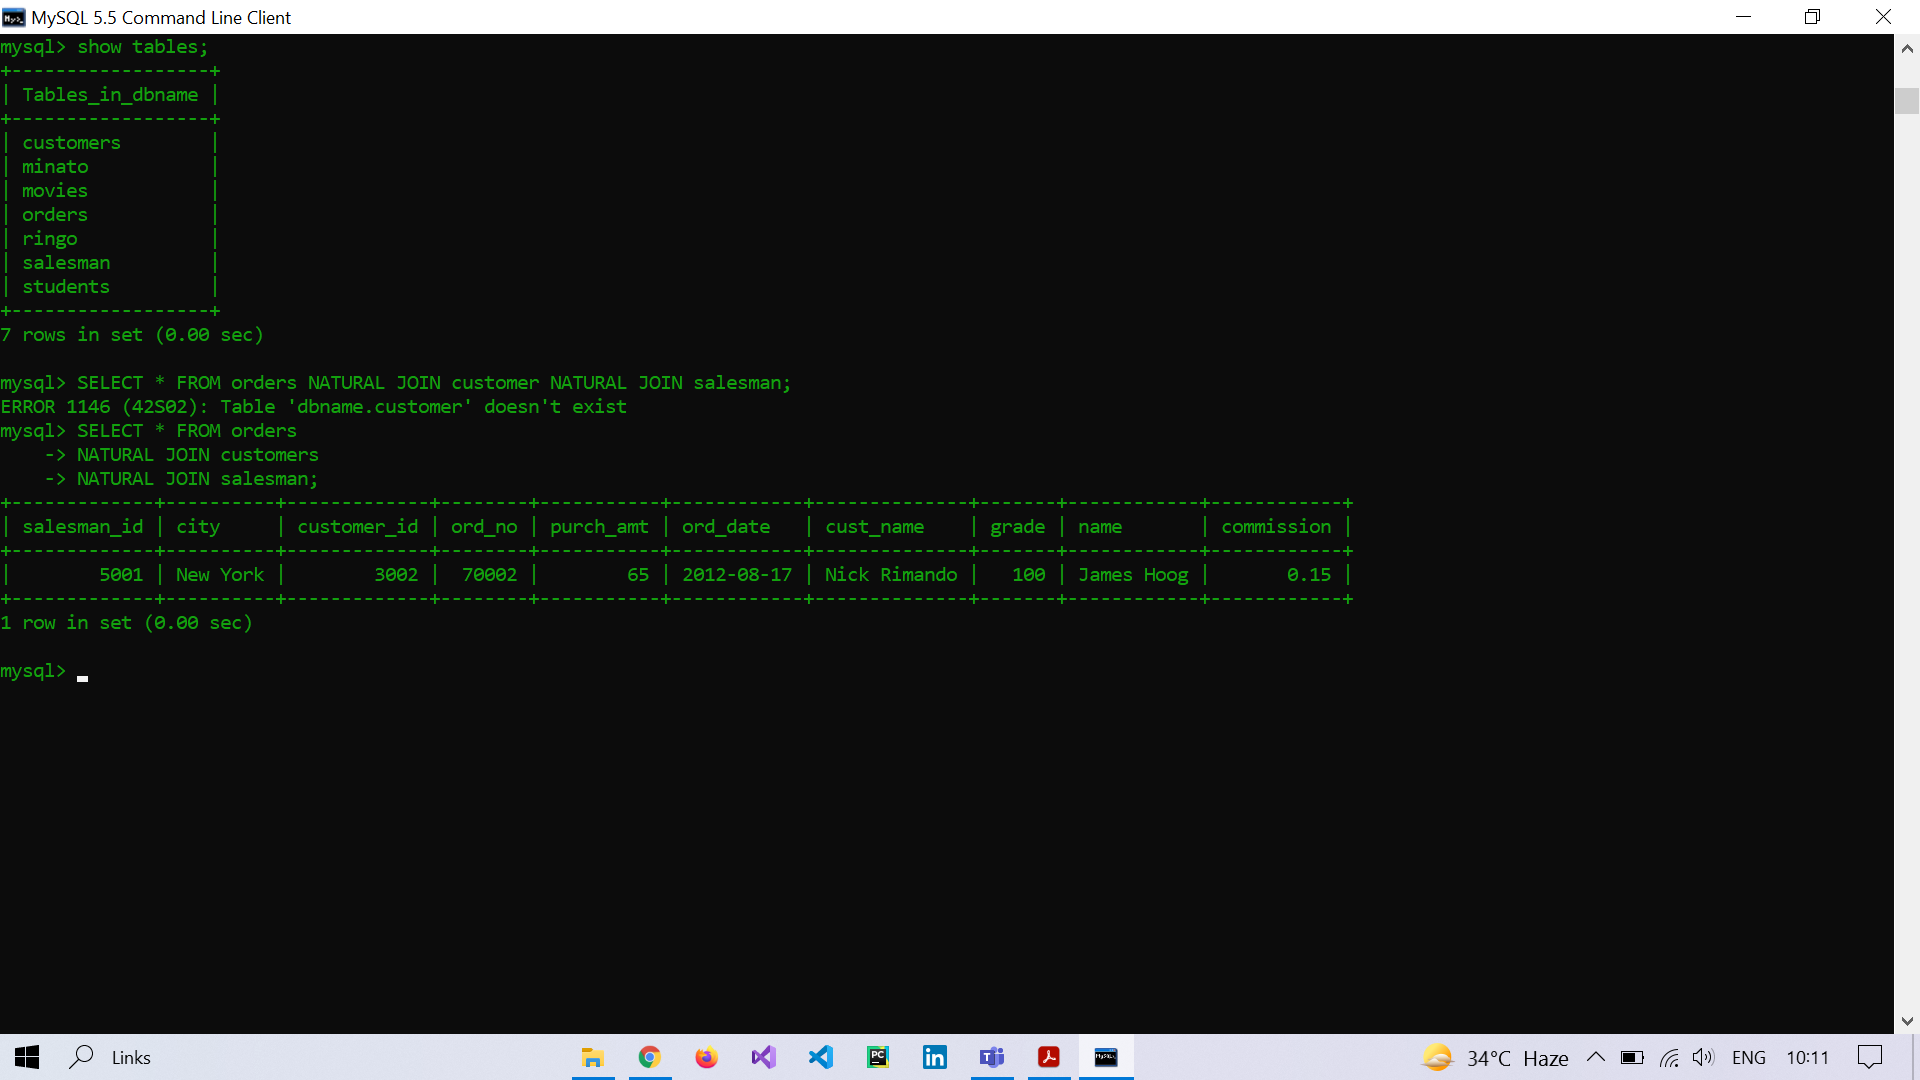 MySQL 5.5 Command Line Client
mysql> show tables;
+------------------+
| Tables_in_dbname |
+------------------+
| customers        |
| minato           |
| movies           |
| orders           |
| ringo            |
| salesman         |
| students         |
+------------------+
7 rows in set (0.00 sec)
mysql> SELECT * FROM orders NATURAL JOIN customer NATURAL JOIN salesman;
ERROR 1146 (42S02): Table 'dbname.customer' doesn't exist
mysql> SELECT * FROM orders
    -> NATURAL JOIN customers
    -> NATURAL JOIN salesman;
+-------------+----------+-------------+--------+-----------+------------+--------------+-------+------------+------------+
| salesman_id | city     | customer_id | ord_no | purch_amt | ord_date   | cust_name    | grade | name       | commission |
+-------------+----------+-------------+--------+-----------+------------+--------------+-------+------------+------------+
|        5001 | New York |        3002 |  70002 |        65 | 2012-08-17 | Nick Rimando |   100 | James Hoog |       0.15 |
+-------------+----------+-------------+--------+-----------+------------+--------------+-------+------------+------------+
1 row in set (0.00 sec)
mysql>
Links 34°C Haze ENG 10:11